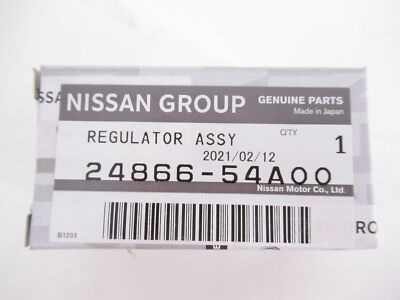 NISSAN GROUP GENUINE PARTS
Made in Japan
REGULATOR ASSY Q'TY
2021/02/12 1
24866-54A00
Nissan Motor Co., Ltd.
B1201